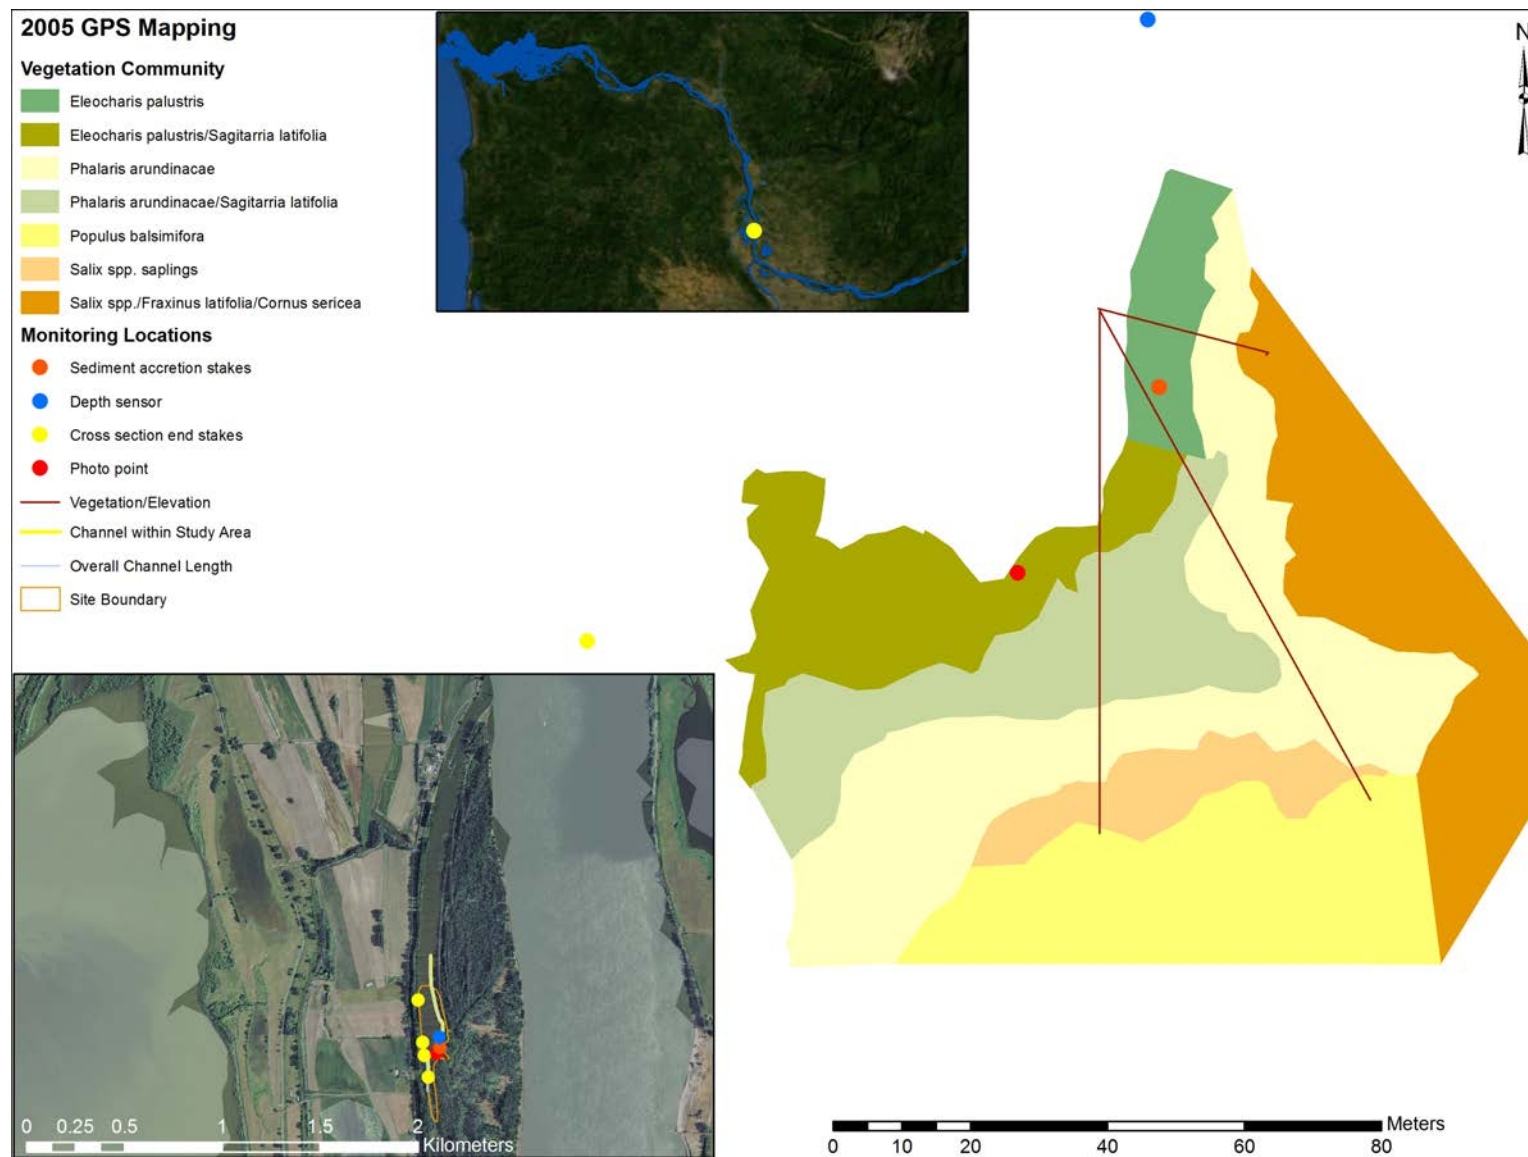 2005 GPS Mapping
Vegetation Community
Eleocharis palustris
Eleocharis palustris/Sagitarria latifolia
Phalaris arundinacae
Phalaris arundinacae/Sagitarria latifolia
Populus balsimifora
Salix spp. saplings
Salix spp./Fraxinus latifolia/Cornus sericea
Monitoring Locations
Sediment accretion stakes
Depth sensor
Cross section end stakes
Photo point
Vegetation/Elevation
Channel within Study Area
Overall Channel Length
Site Boundary
N
0 0.25 0.5 1 1.5 2
Kilometers
Meters
0 10 20 40 60 80